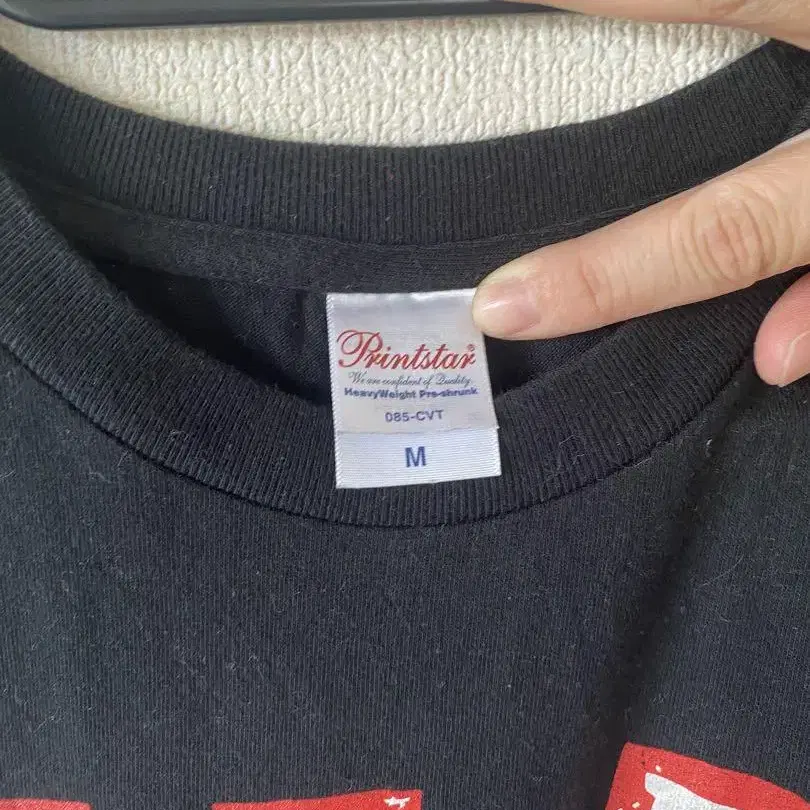 Printstar®
We are confident of Quality
HeavyWeight Pre-shrunk
085-CVT
M